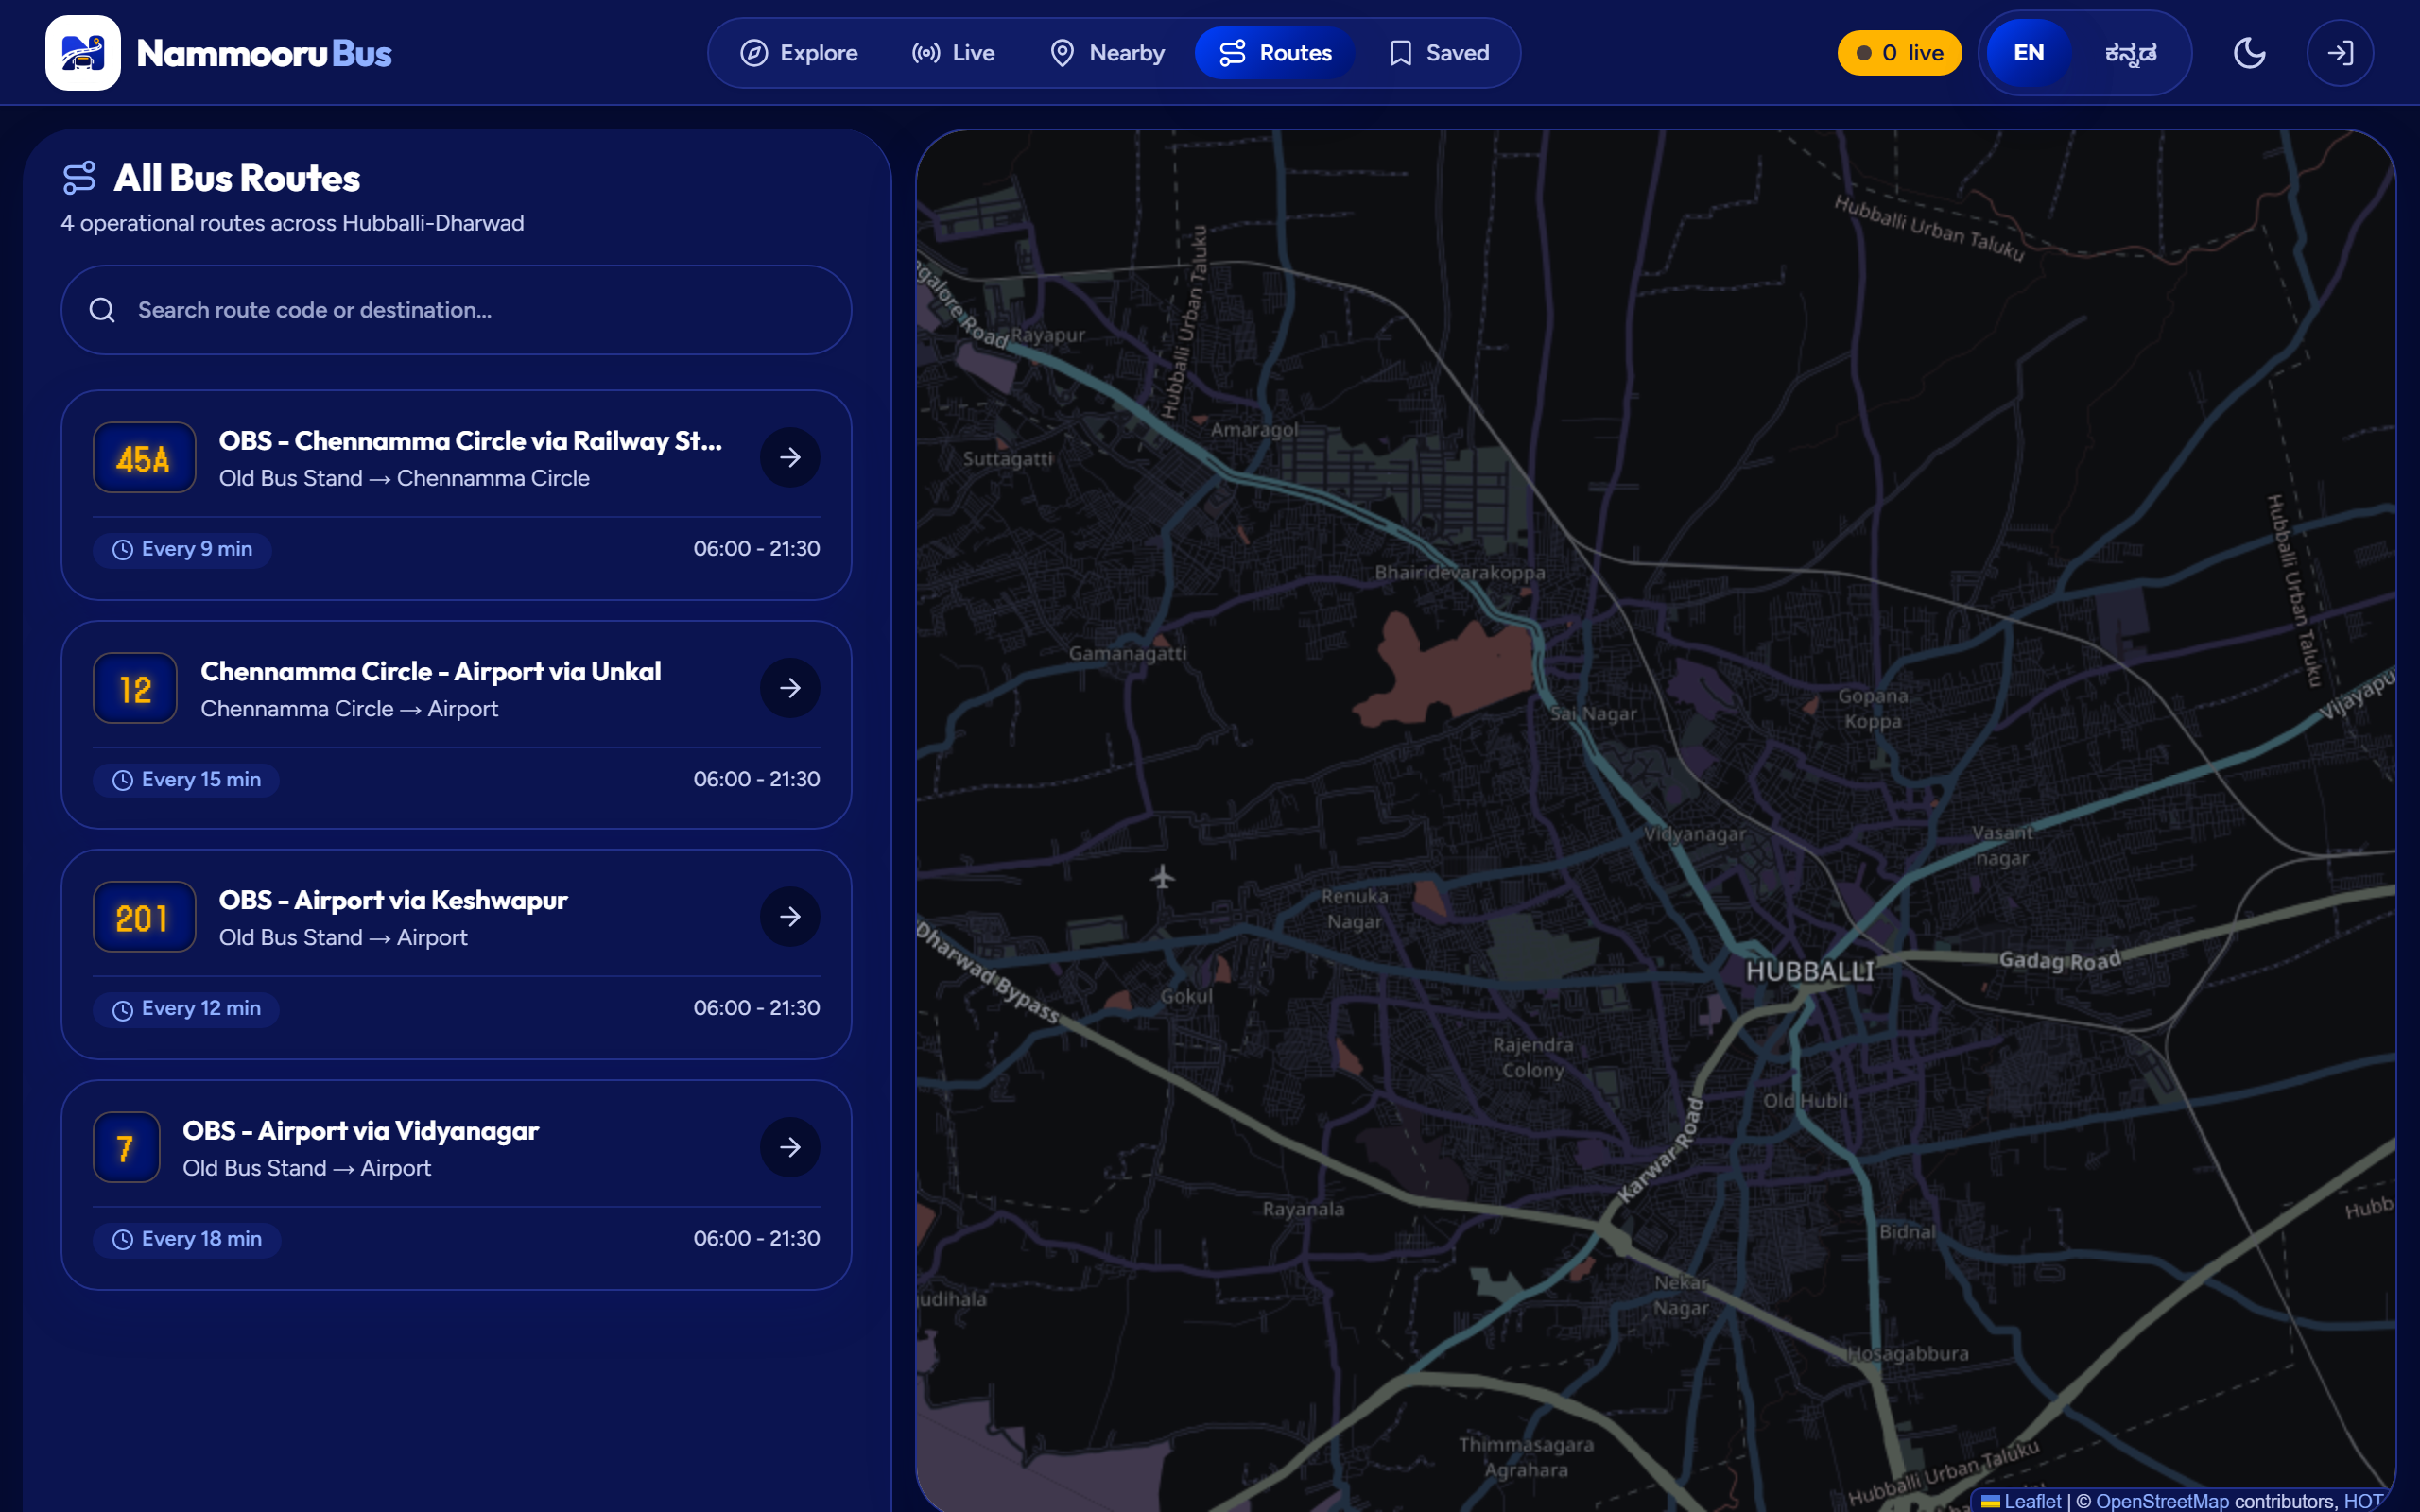 Nammooru Bus
Explore
Live
Nearby
Routes
Saved
0 live
EN
ಕನ್ನಡ
All Bus Routes
4 operational routes across Hubballi-Dharwad
Search route code or destination...
45A
OBS - Chennamma Circle via Railway St...
Old Bus Stand → Chennamma Circle
Every 9 min
06:00 - 21:30
12
Chennamma Circle - Airport via Unkal
Chennamma Circle → Airport
Every 15 min
06:00 - 21:30
201
OBS - Airport via Keshwapur
Old Bus Stand → Airport
Every 12 min
06:00 - 21:30
7
OBS - Airport via Vidyanagar
Old Bus Stand → Airport
Every 18 min
06:00 - 21:30
Hubballi Urban Taluku
Hubballi Urban Taluku
galore Road
Rayapur
Amaragol
Suttagatti
Hubballi Urban Taluku
Bhairidevarakoppa
Gamanagatti
Sai Nagar
Gopana
Koppa
Vijayapu
Vidyanagar
Vasant
nagar
Renuka
Nagar
Dharwad Bypass
HUBBALLI
Gadag Road
Gokul
Rajendra
Colony
Old Hubli
Karwar Road
Rayanala
Bidnal
Hubb
Nekar
Nagar
udihala
Hosagabbura
Thimmasagara
Agrahara
Hubballi Urban Taluku
Leaflet | © OpenStreetMap contributors, HOT